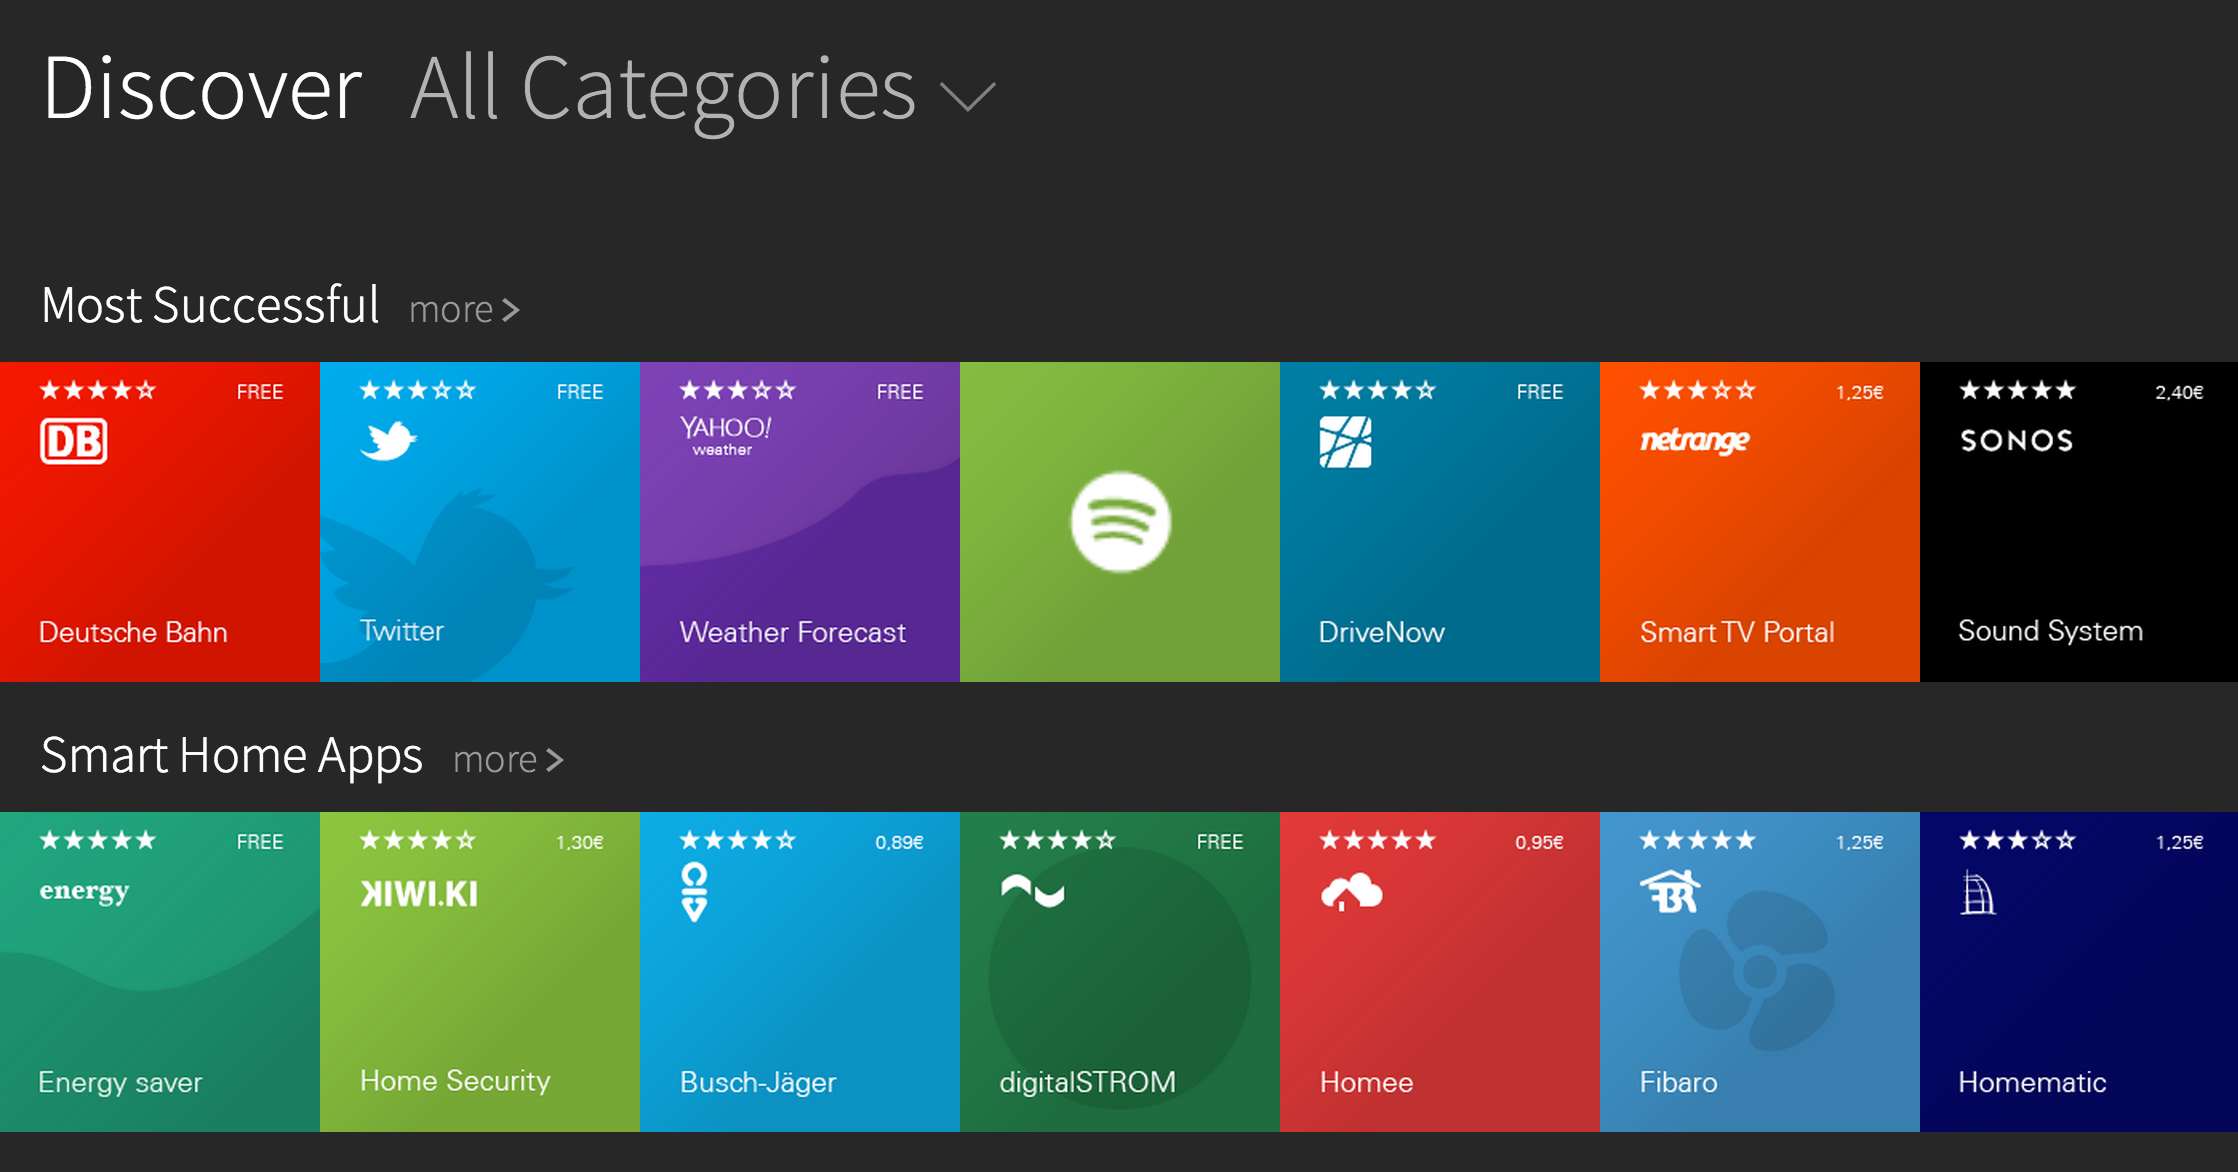 Discover All Categories
Most Successful more >
FREE
DB
Deutsche Bahn
FREE
Twitter
FREE
YAHOO!
weather
Weather Forecast
FREE
DriveNow
1,25€
netrange
Smart TV Portal
2,40€
SONOS
Sound System
Smart Home Apps more >
FREE
energy
Energy saver
1,30€
KIWI.KI
Home Security
0,89€
Busch-Jäger
FREE
digitalSTROM
0,95€
Homee
1,25€
FIBAR
Fibaro
1,25€
Homematic